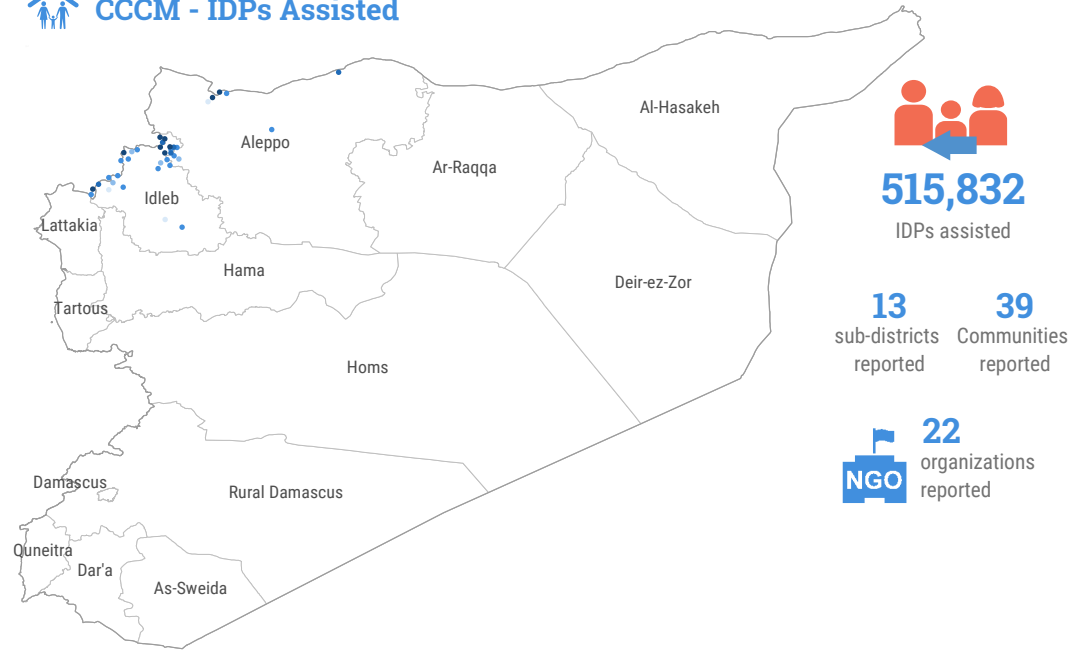 CCCM - IDPs Assisted
Al-Hasakeh
Aleppo
Ar-Raqqa
Idleb
Lattakia
Hama
Deir-ez-Zor
Tartous
Homs
Damascus
Rural Damascus
Quneitra
Dar'a
As-Sweida
515,832
IDPs assisted
13
sub-districts
reported
39
Communities
reported
NGO
22
organizations
reported